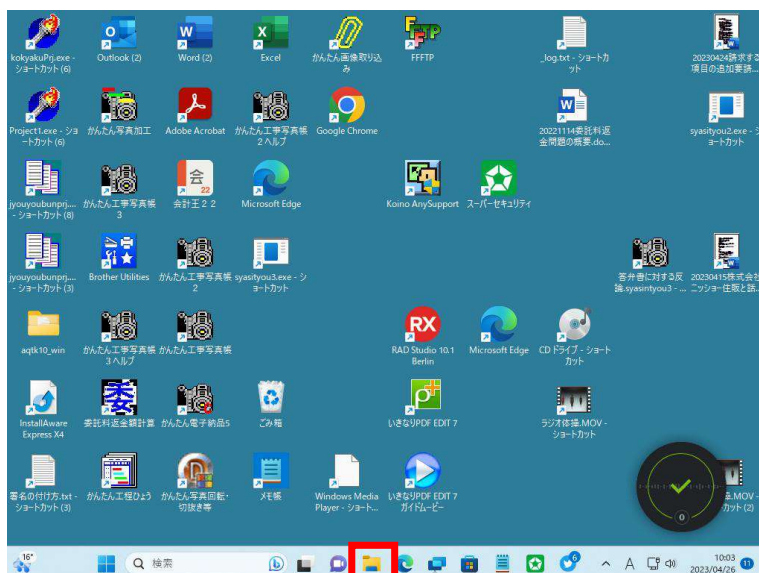 kokyakuPrj.exe -
ショートカット (6)
Outlook (2)
Word (2)
Excel
かんたん画像取り込
み
FFFTP
_log.txt - ショートカ
ット
20230424請求する
項目の追加要請...
Project1.exe - ショ
ートカット (6)
かんたん写真加工
Adobe Acrobat
かんたん工事写真帳
2 ヘルプ
Google Chrome
20221114委託料返
金問題の概要.do...
syasityou2.exe - シ
ョートカット
jyouyoubunprj....
- ショートカット (8)
かんたん工事写真帳
3
会計王22
Microsoft Edge
Koino AnySupport
スーパーセキュリティ
jyouyoubunprj....
- ショートカット (3)
Brother Utilities
かんたん工事写真帳
2
syasityou3.exe - シ
ョートカット
答弁書に対する反
論.syasintyou3 - ...
20230415株式会社
ニッショー住販と話...
aqtk10_win
かんたん工事写真帳
3 ヘルプ
かんたん工事写真帳
RAD Studio 10.1
Berlin
Microsoft Edge
CD ドライブ - ショート
カット
InstallAware
Express X4
委託料返金額計算
かんたん電子納品5
ごみ箱
いきなりPDF EDIT 7
ラジオ体操.MOV -
ショートカット
署名の付け方.txt -
ショートカット (3)
かんたん工程ひょう
かんたん写真回転・
切抜き等
メモ帳
Windows Media
Player - ショート...
いきなりPDF EDIT 7
ガイドムービー
.MOV -
カット (2)
0
16°
検索
6
A
10:03
2023/04/26
11